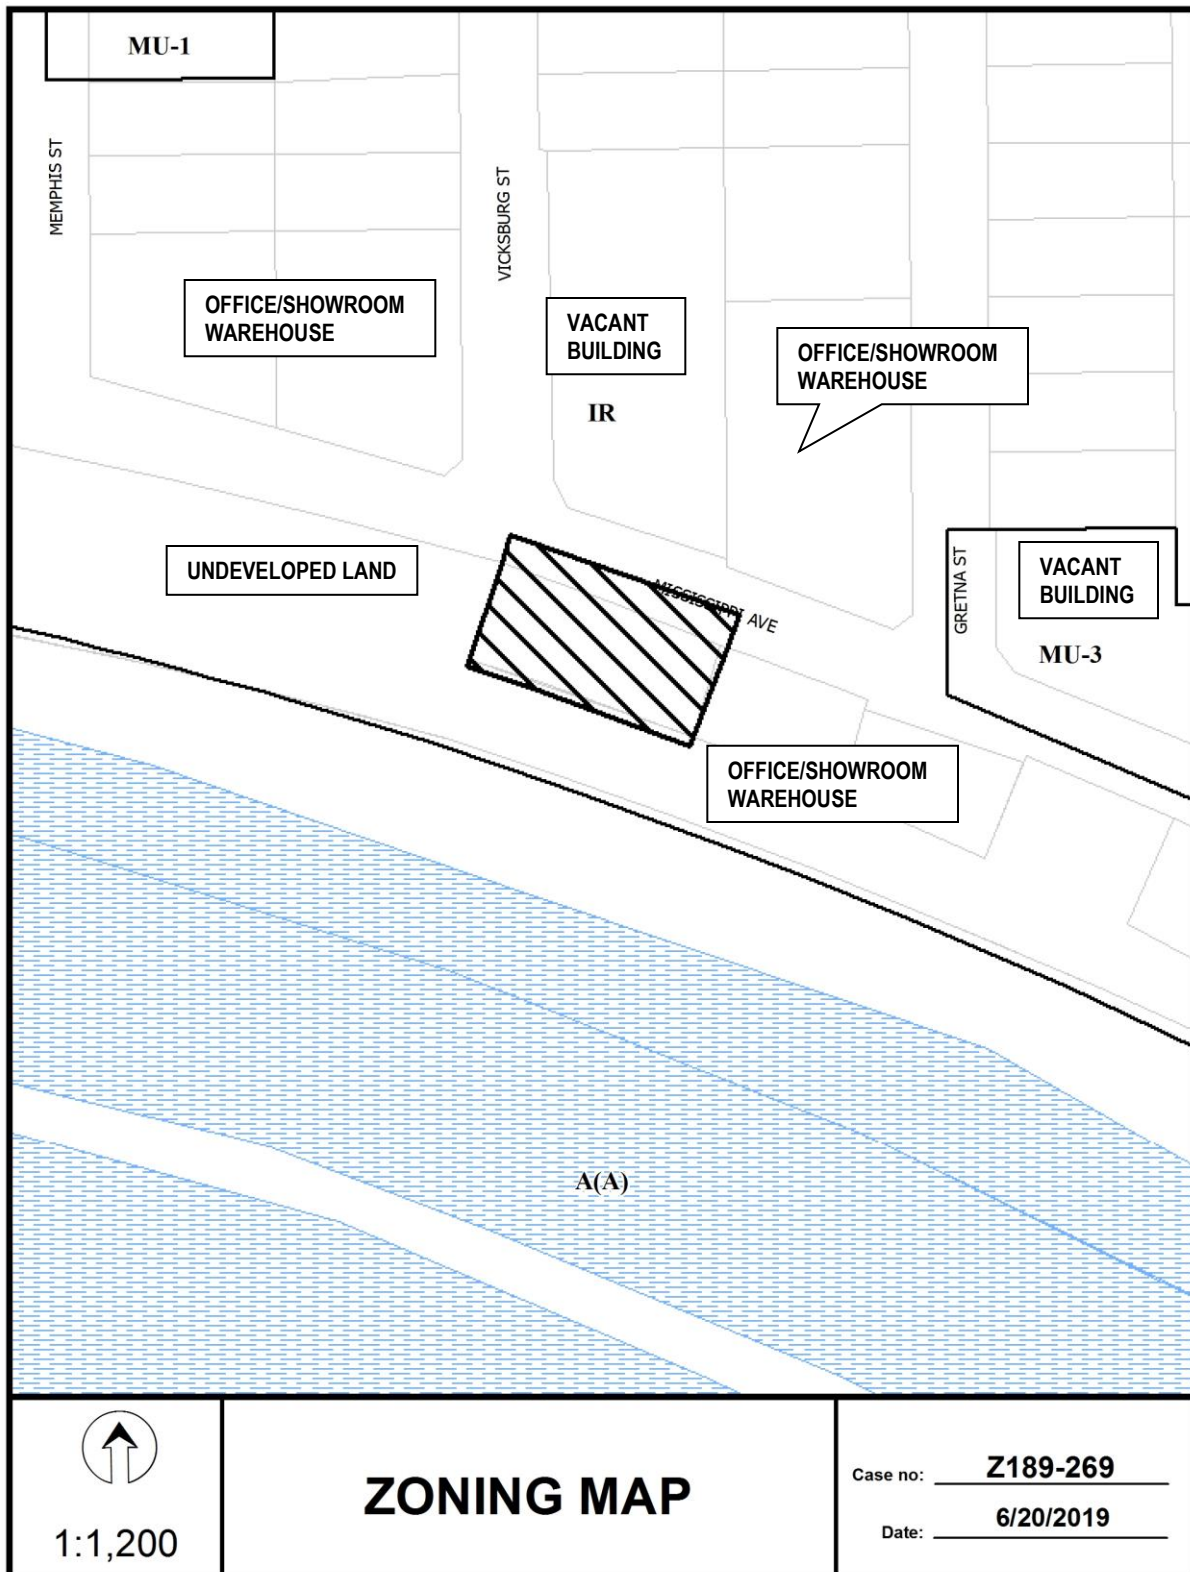 MU-1
MEMPHIS ST
VICKSBURG ST
OFFICE/SHOWROOM
WAREHOUSE
VACANT
BUILDING
OFFICE/SHOWROOM
WAREHOUSE
IR
UNDEVELOPED LAND
MISSISSIPPI AVE
GRETNA ST
VACANT
BUILDING
MU-3
OFFICE/SHOWROOM
WAREHOUSE
A(A)
1:1,200
ZONING MAP
Case no: Z189-269
Date: 6/20/2019